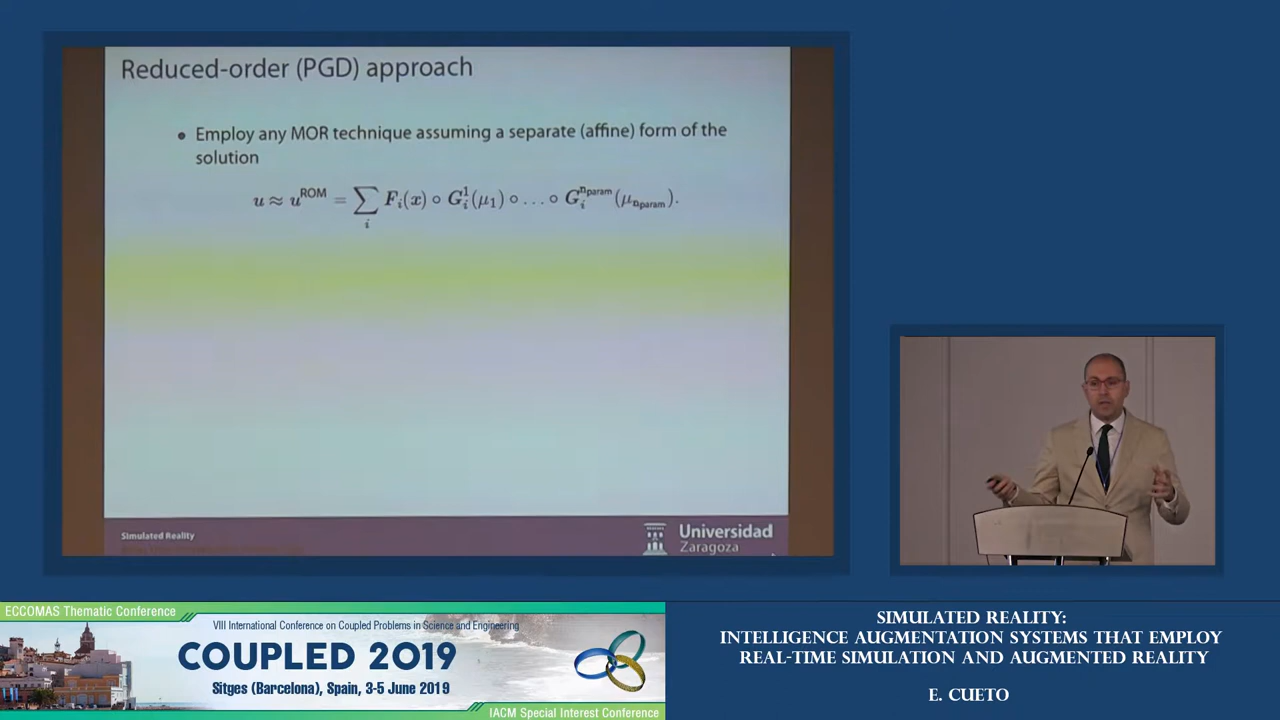 Reduced-order (PGD) approach
• Employ any MOR technique assuming a separate (affine) form of the
solution
u ≈ u^ROM = ∑_i F_i(x) ∘ G_i^1(μ_1) ∘ … ∘ G_i^{n_param}(μ_{n_param}).
Simulated Reality
Universidad
Zaragoza
ECCOMAS Thematic Conference
VIII International Conference on Coupled Problems in Science and Engineering
COUPLED 2019
Sitges (Barcelona), Spain, 3-5 June 2019
IACM Special Interest Conference
SIMULATED REALITY:
INTELLIGENCE AUGMENTATION SYSTEMS THAT EMPLOY
REAL-TIME SIMULATION AND AUGMENTED REALITY
E. CUETO